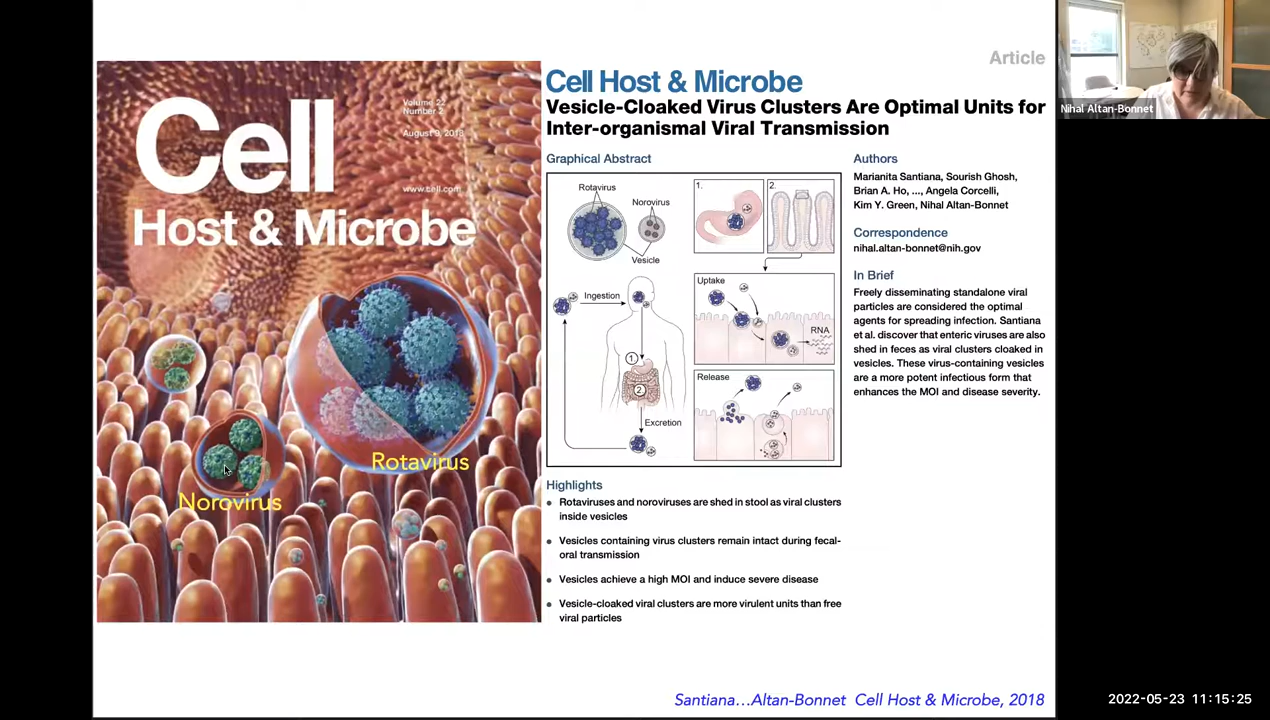 Article
Cell Host & Microbe
Vesicle-Cloaked Virus Clusters Are Optimal Units for
Inter-organismal Viral Transmission
Cell
Host & Microbe
Volume 22
Number 2
August 9, 2018
www.cell.com
Rotavirus
Norovirus
Graphical Abstract
Rotavirus
Norovirus
Vesicle
Ingestion
1
2
Excretion
1.
2.
Uptake
RNA
Release
Authors
Marianita Santiana, Sourish Ghosh,
Brian A. Ho, ..., Angela Corcelli,
Kim Y. Green, Nihal Altan-Bonnet
Correspondence
nihal.altan-bonnet@nih.gov
In Brief
Freely disseminating standalone viral
particles are considered the optimal
agents for spreading infection. Santiana
et al. discover that enteric viruses are also
shed in feces as viral clusters cloaked in
vesicles. These virus-containing vesicles
are a more potent infectious form that
enhances the MOI and disease severity.
Highlights
Rotaviruses and noroviruses are shed in stool as viral clusters
inside vesicles
Vesicles containing virus clusters remain intact during fecal-
oral transmission
Vesicles achieve a high MOI and induce severe disease
Vesicle-cloaked viral clusters are more virulent units than free
viral particles
Santiana…Altan-Bonnet Cell Host & Microbe, 2018
Nihal Altan-Bonnet
2022-05-23 11:15:25